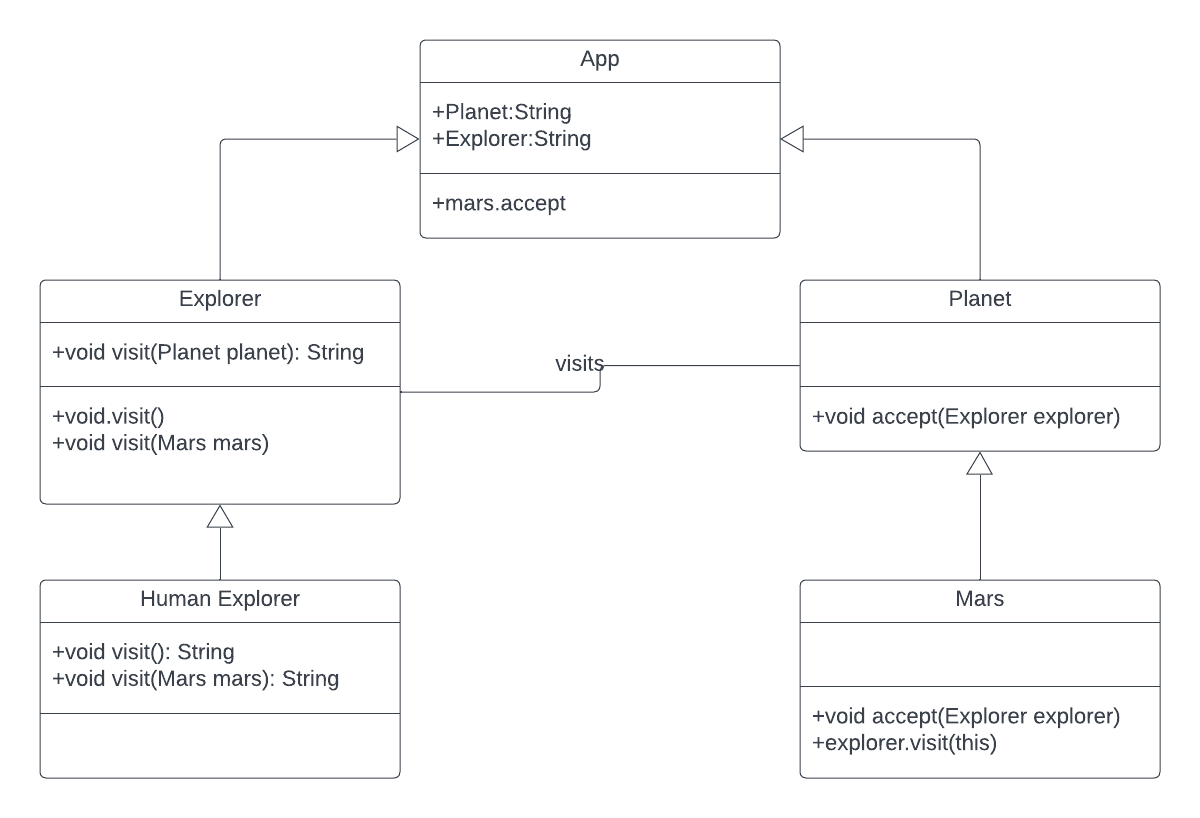 App
+Planet:String
+Explorer:String
+mars.accept
Explorer
+void visit(Planet planet): String
+void.visit()
+void visit(Mars mars)
visits
Planet
+void accept(Explorer explorer)
Human Explorer
+void visit(): String
+void visit(Mars mars): String
Mars
+void accept(Explorer explorer)
+explorer.visit(this)